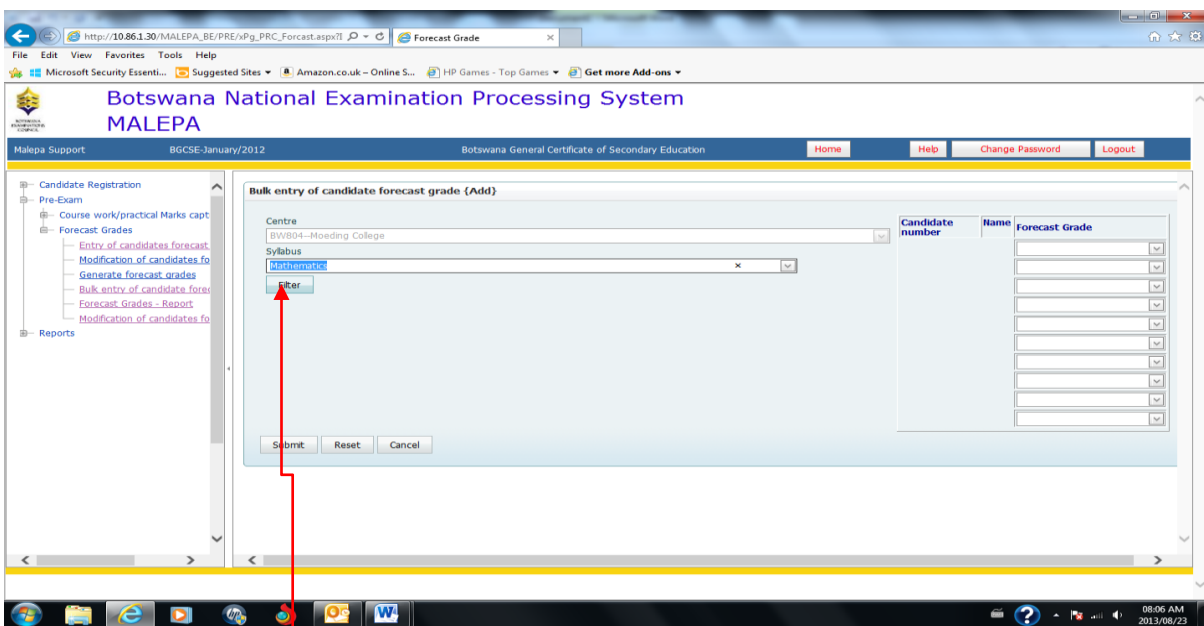 http://10.86.1.30/MALEPA_BE/PRE/xPg_PRC_Forcast.aspx?I
Forecast Grade
File Edit View Favorites Tools Help
Microsoft Security Essenti... Suggested Sites Amazon.co.uk – Online S... HP Games - Top Games Get more Add-ons
Botswana National Examination Processing System
MALEPA
BOTSWANA EXAMINATIONS COUNCIL
Malepa Support BGCSE-January/2012 Botswana General Certificate of Secondary Education Home Help Change Password Logout
Candidate Registration
Pre-Exam
Course work/practical Marks capt
Forecast Grades
Entry of candidates forecast
Modification of candidates fo
Generate forecast grades
Bulk entry of candidate forec
Forecast Grades - Report
Modification of candidates fo
Reports
Bulk entry of candidate forecast grade {Add}
Centre
BW804--Moeding College
Syllabus
Mathematics
Filter
Candidate number Name Forecast Grade
Submit Reset Cancel
08:06 AM
2013/08/23